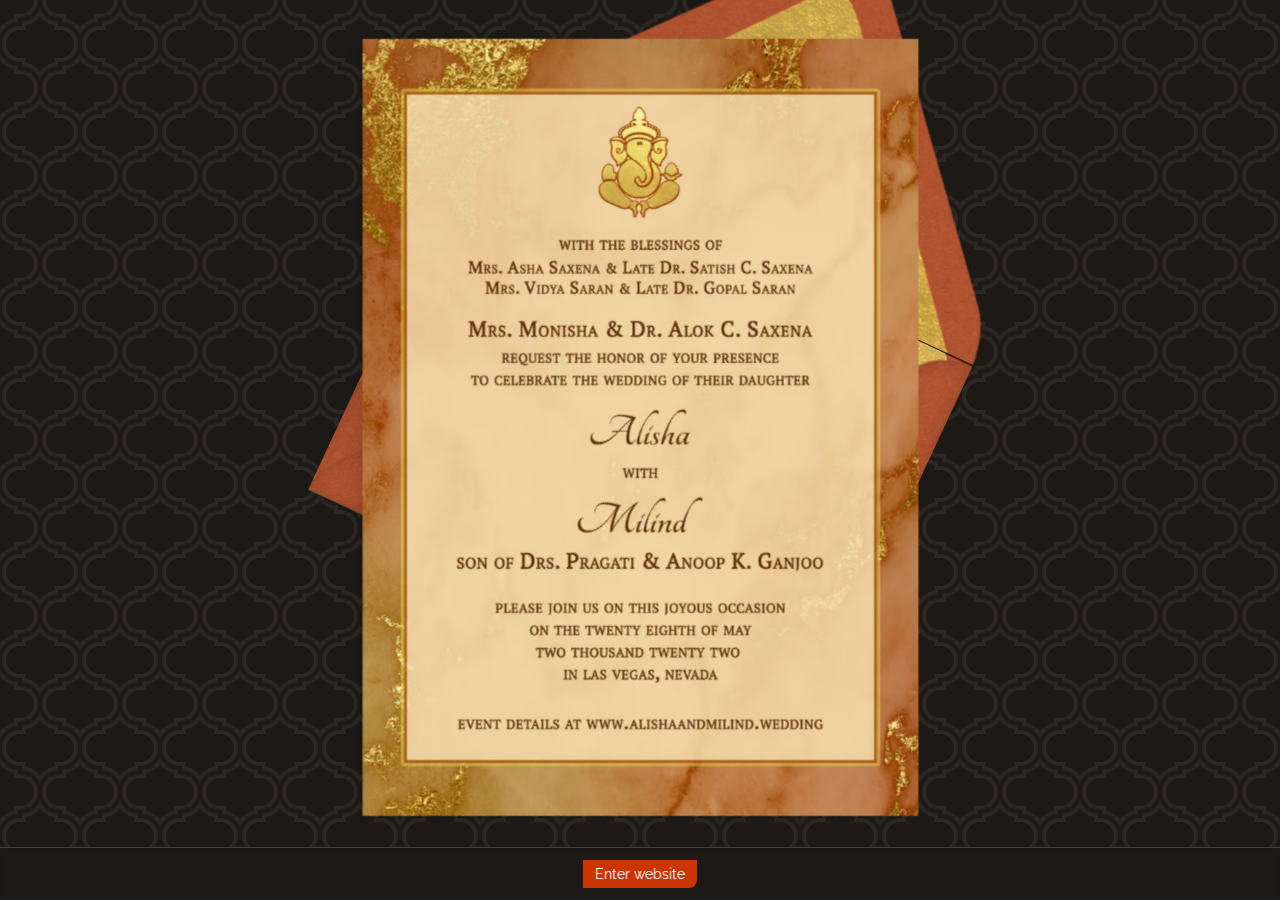 WITH THE BLESSINGS OF
MRS. ASHA SAXENA & LATE DR. SATISH C. SAXENA
MRS. VIDYA SARAN & LATE DR. GOPAL SARAN
MRS. MONISHA & DR. ALOK C. SAXENA
REQUEST THE HONOR OF YOUR PRESENCE
TO CELEBRATE THE WEDDING OF THEIR DAUGHTER
Alisha
WITH
Milind
SON OF DRS. PRAGATI & ANOOP K. GANJOO
PLEASE JOIN US ON THIS JOYOUS OCCASION
ON THE TWENTY EIGHTH OF MAY
TWO THOUSAND TWENTY TWO
IN LAS VEGAS, NEVADA
EVENT DETAILS AT WWW.ALISHAANDMILIND.WEDDING
Enter website